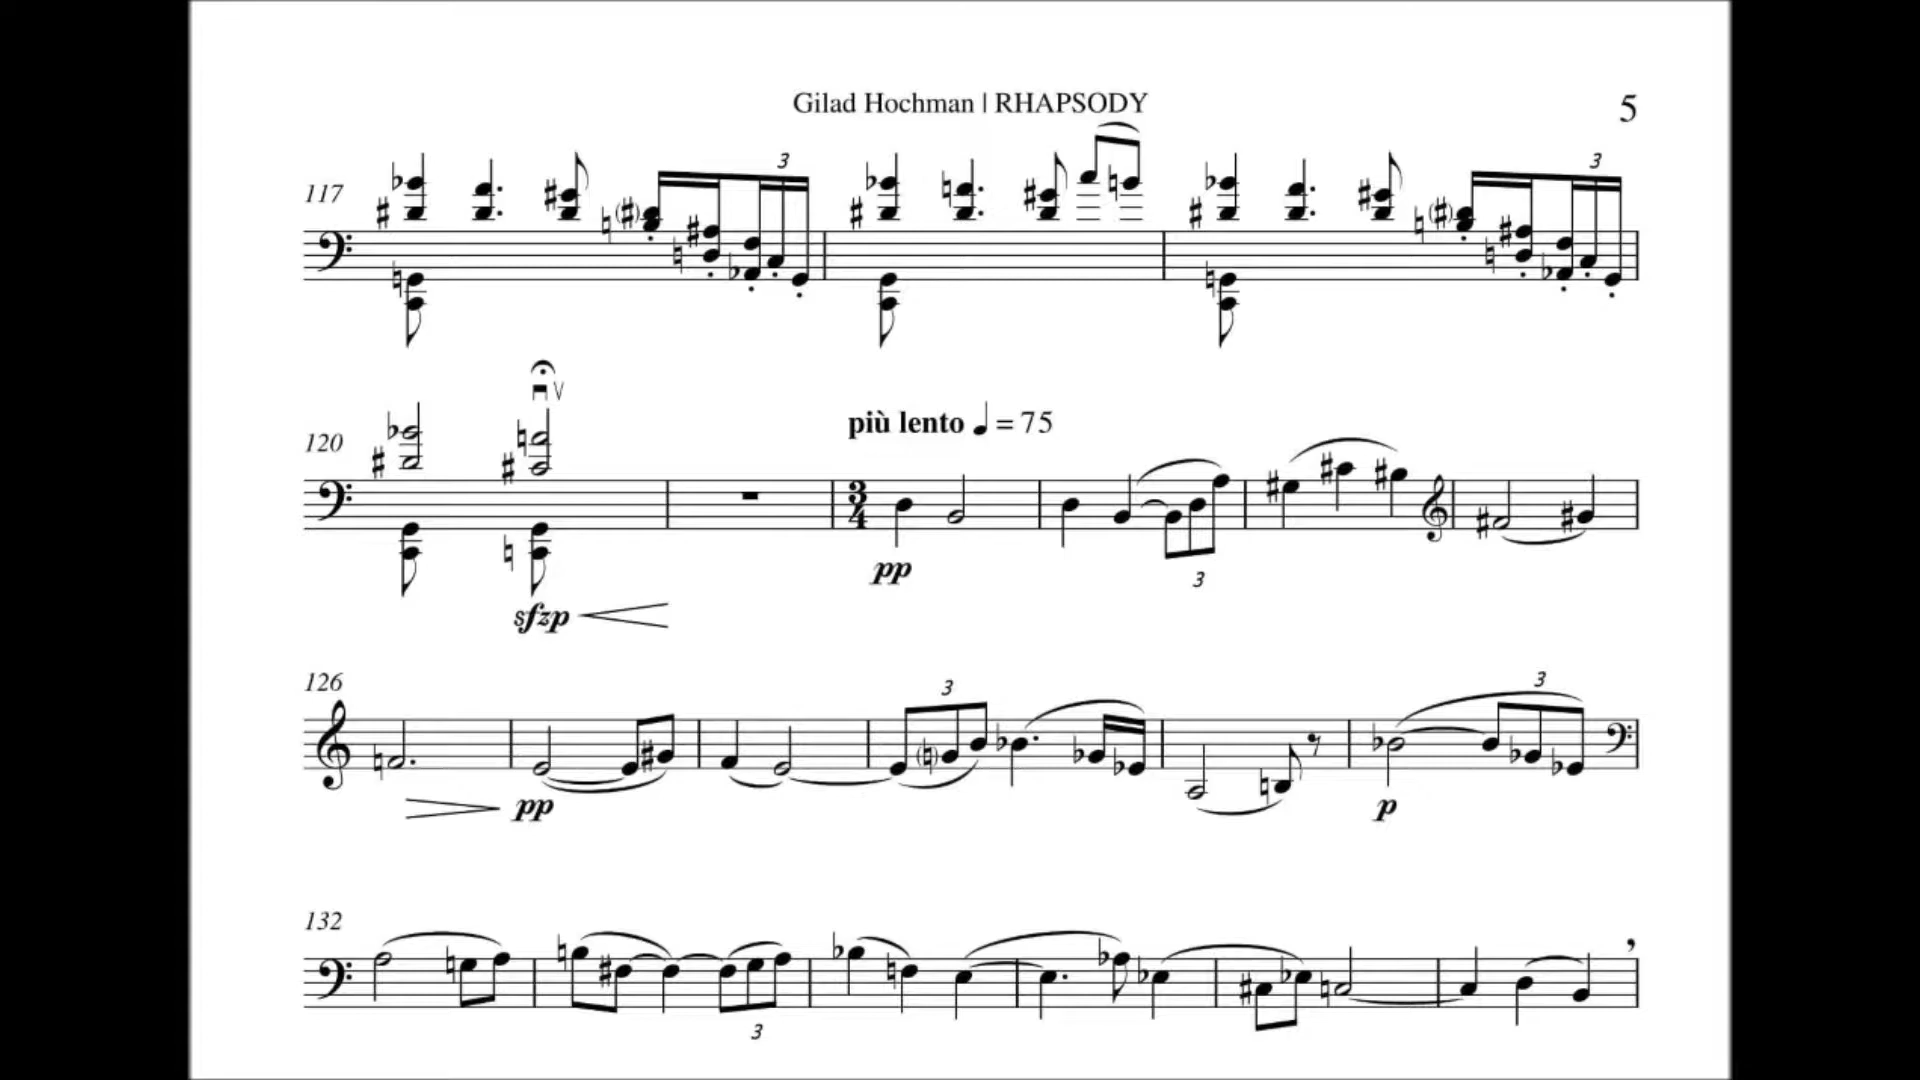 Gilad Hochman | RHAPSODY
5
117
3
3
120
sfzp
più lento ♩ = 75
3
4
pp
3
126
pp
3
p
3
132
3